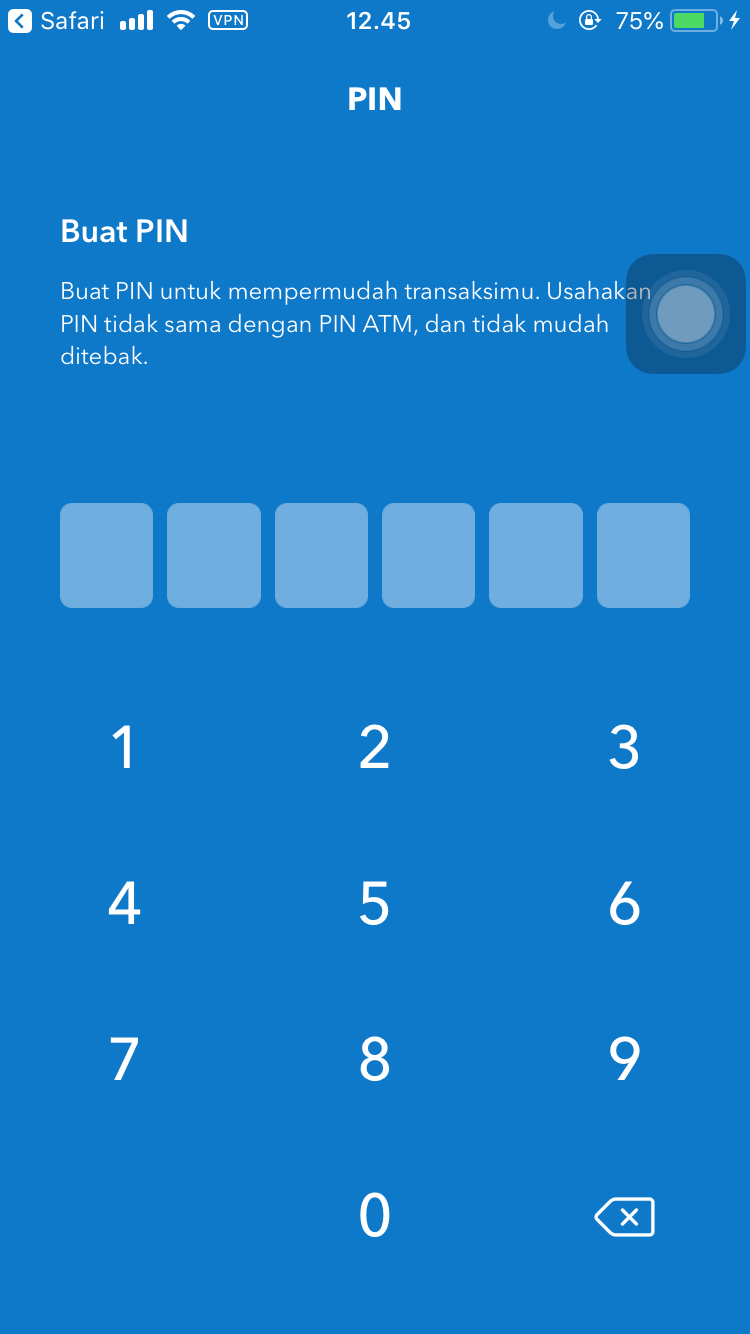 Safari VPN 12.45 75%
PIN
Buat PIN
Buat PIN untuk mempermudah transaksimu. Usahakan
PIN tidak sama dengan PIN ATM, dan tidak mudah
ditebak.
1 2 3
4 5 6
7 8 9
0